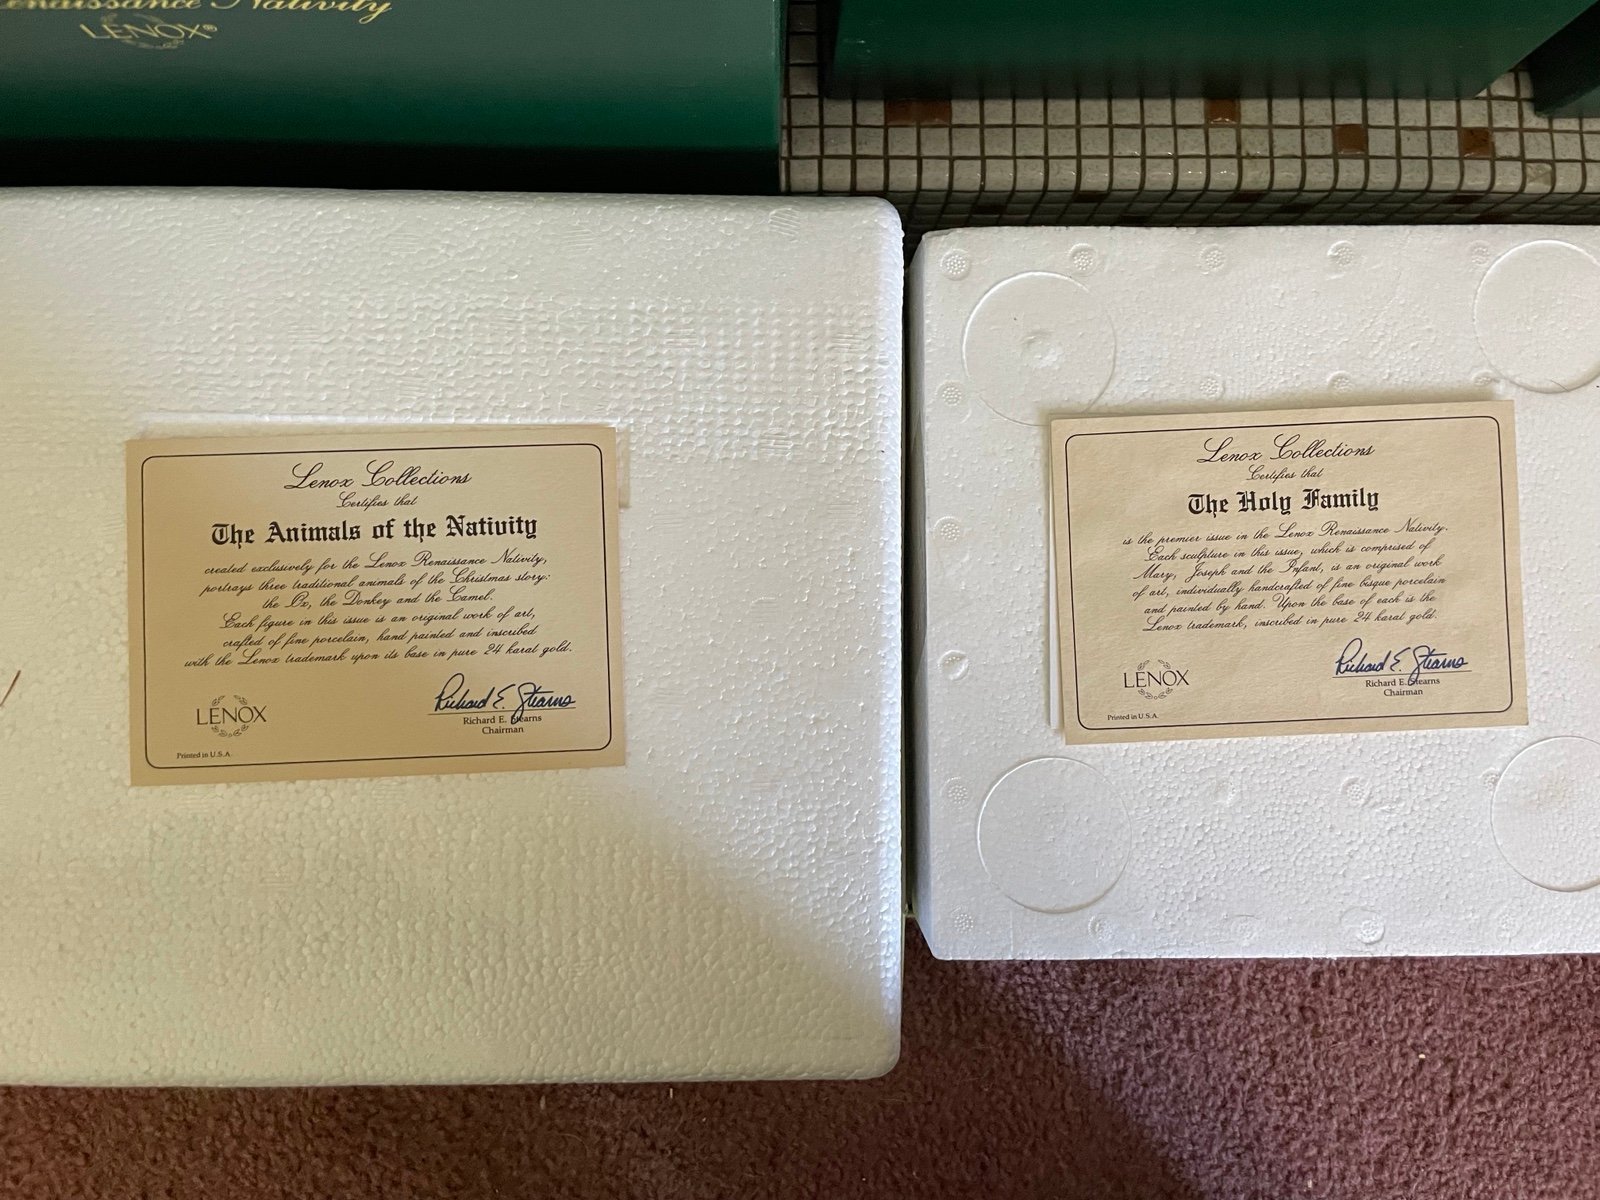 Renaissance Nativity
LENOX®
Lenox Collections
Certifies that
The Animals of the Nativity
created exclusively for the Lenox Renaissance Nativity,
portrays three traditional animals of the Christmas story:
the Ox, the Donkey and the Camel.
Each figure in this issue is an original work of art,
crafted of fine porcelain, hand painted and inscribed
with the Lenox trademark upon its base in pure 24 karat gold.
LENOX
Richard E. Stearns
Richard E. Stearns
Chairman
Printed in U.S.A.
Lenox Collections
Certifies that
The Holy Family
is the premier issue in the Lenox Renaissance Nativity.
Each sculpture in this issue, which is comprised of
Mary, Joseph and the Infant, is an original work
of art, individually handcrafted of fine bisque porcelain
and painted by hand. Upon the base of each is the
Lenox trademark, inscribed in pure 24 karat gold.
LENOX
Richard E. Stearns
Richard E. Stearns
Chairman
Printed in U.S.A.